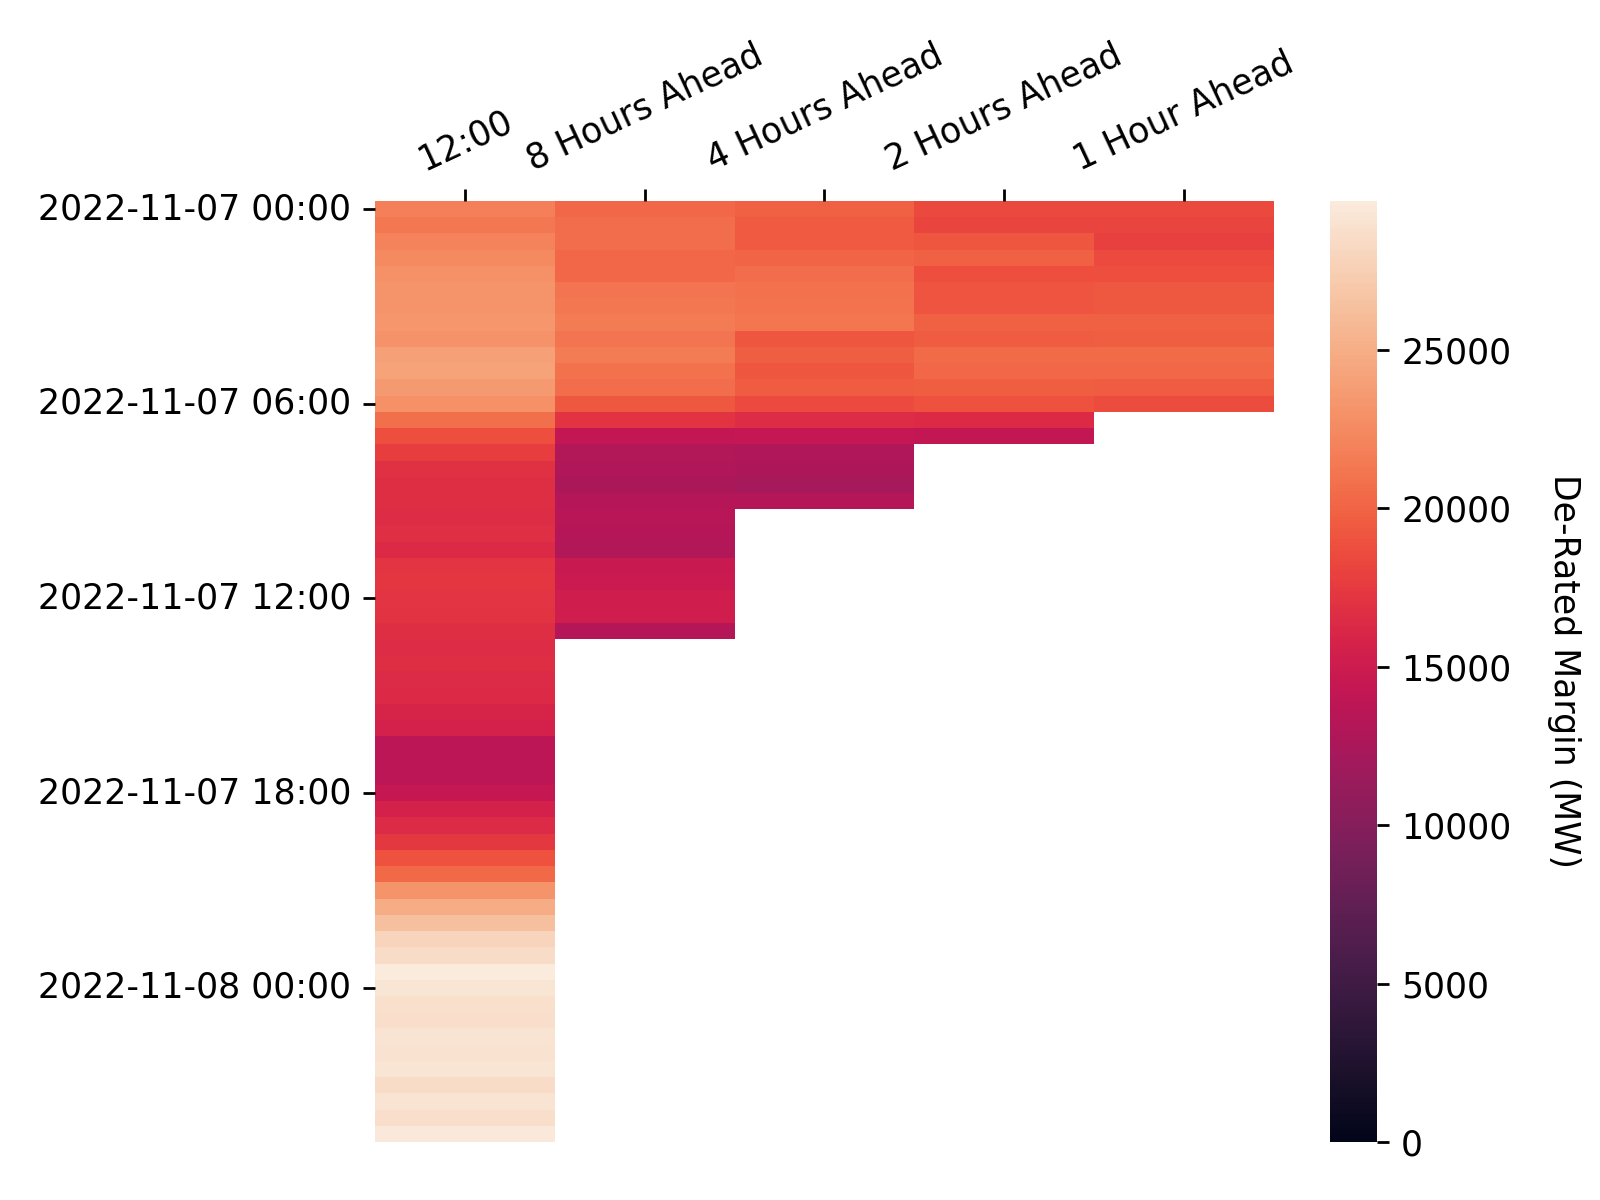 12:00
8 Hours Ahead
4 Hours Ahead
2 Hours Ahead
1 Hour Ahead
2022-11-07 00:00
2022-11-07 06:00
2022-11-07 12:00
2022-11-07 18:00
2022-11-08 00:00
25000
20000
15000
10000
5000
0
De-Rated Margin (MW)